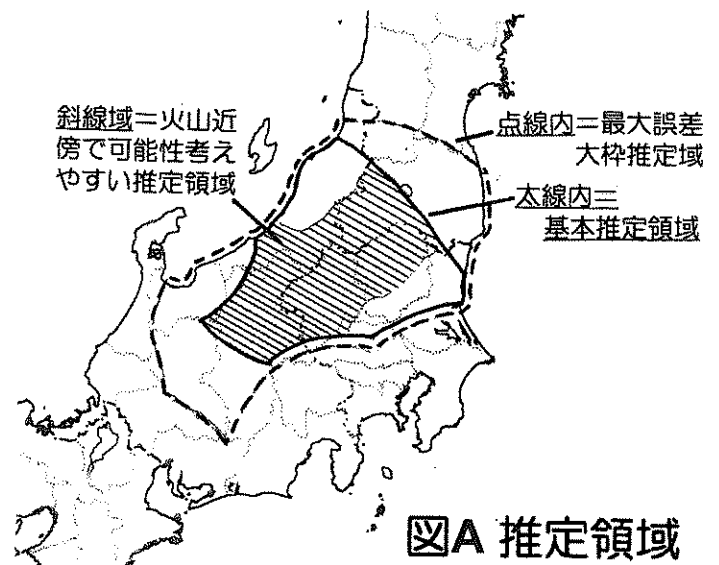 斜線域＝火山近
傍で可能性考え
やすい推定領域
点線内＝最大誤差
大枠推定域
太線内＝
基本推定領域
図A 推定領域